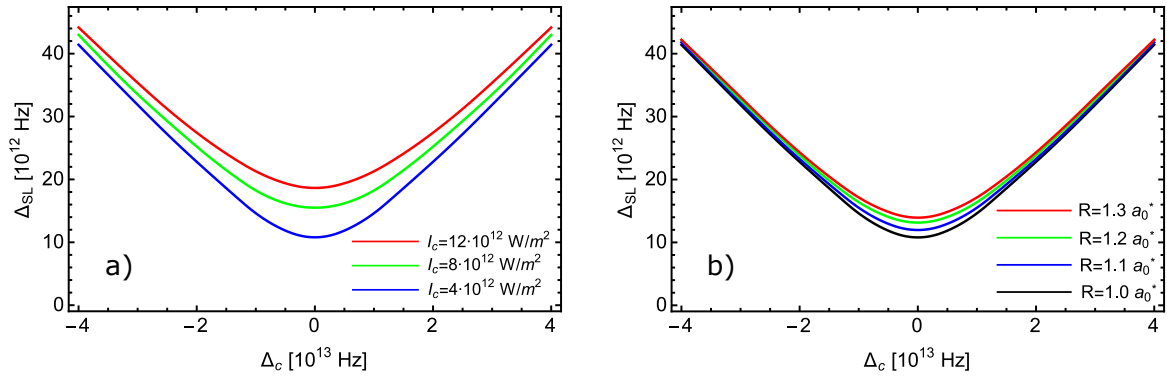 Δ_SL [10^12 Hz]
40
30
20
10
0
a)
I_c=12·10^12 W/m^2
I_c=8·10^12 W/m^2
I_c=4·10^12 W/m^2
−4 −2 0 2 4
Δ_c [10^13 Hz]
Δ_SL [10^12 Hz]
40
30
20
10
0
b)
R=1.3 a_0^*
R=1.2 a_0^*
R=1.1 a_0^*
R=1.0 a_0^*
−4 −2 0 2 4
Δ_c [10^13 Hz]